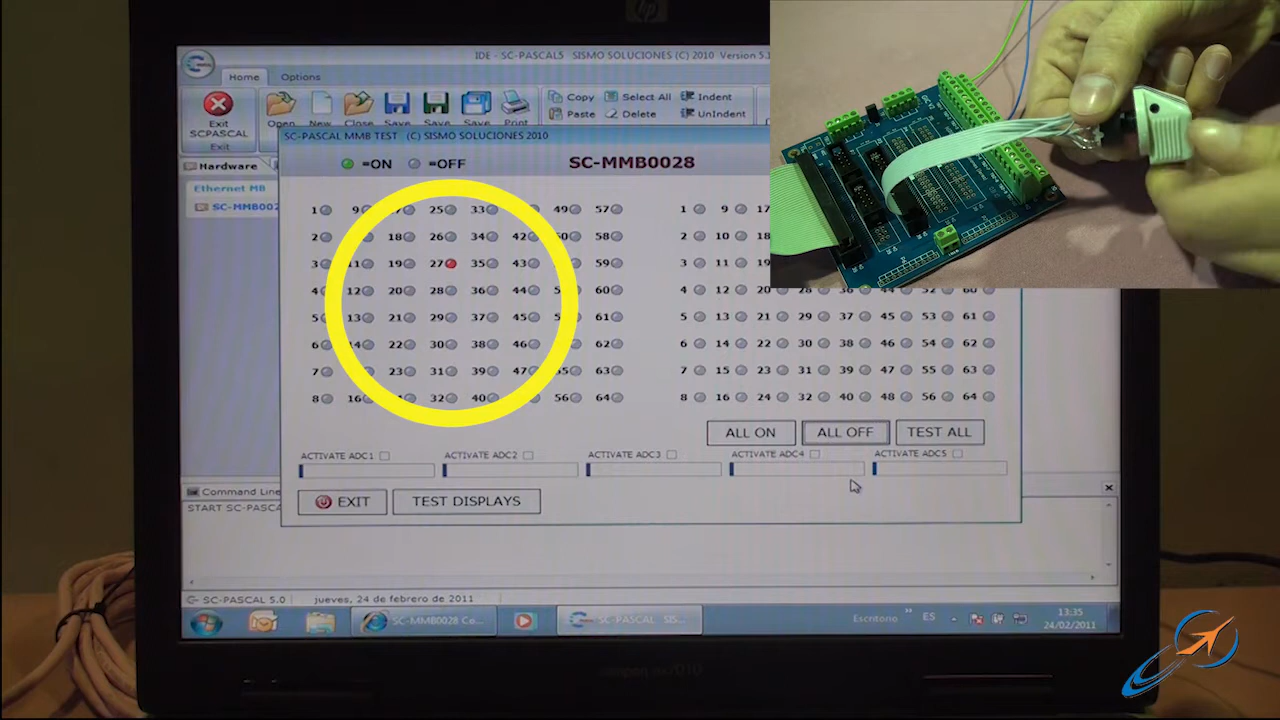 hp
IDE - SC-PASCAL5 SISMO SOLUCIONES (C) 2010 Version 5.1
Home Options
Exit SCPASCAL
Open New Close Save Save Save Print
Copy Select All Indent
Paste Delete UnIndent
Exit
SC-PASCAL MMB TEST (C) SISMO SOLUCIONES 2010
Hardware
Ethernet MB
SC-MMB002
=ON =OFF SC-MMB0028
1 9 25 33 49 57 1 9 17
2 18 26 34 42 50 58 2 10 18
3 11 19 27 35 43 59 3 11 19
4 12 20 28 36 44 60 4 12 20 28 36 44 52 60
5 13 21 29 37 45 61 5 13 21 29 37 45 53 61
6 14 22 30 38 46 62 6 14 22 30 38 46 54 62
7 23 31 39 47 55 63 7 15 23 31 39 47 55 63
8 16 32 40 56 64 8 16 24 32 40 48 56 64
ALL ON ALL OFF TEST ALL
ACTIVATE ADC1 ACTIVATE ADC2 ACTIVATE ADC3 ACTIVATE ADC4 ACTIVATE ADC5
EXIT TEST DISPLAYS
Command Line
START SC-PASCA
SC-PASCAL 5.0 jueves, 24 de febrero de 2011
SC-MMB0028 Co...
SC-PASCAL SIS...
Escritorio » ES
13:35
24/02/2011